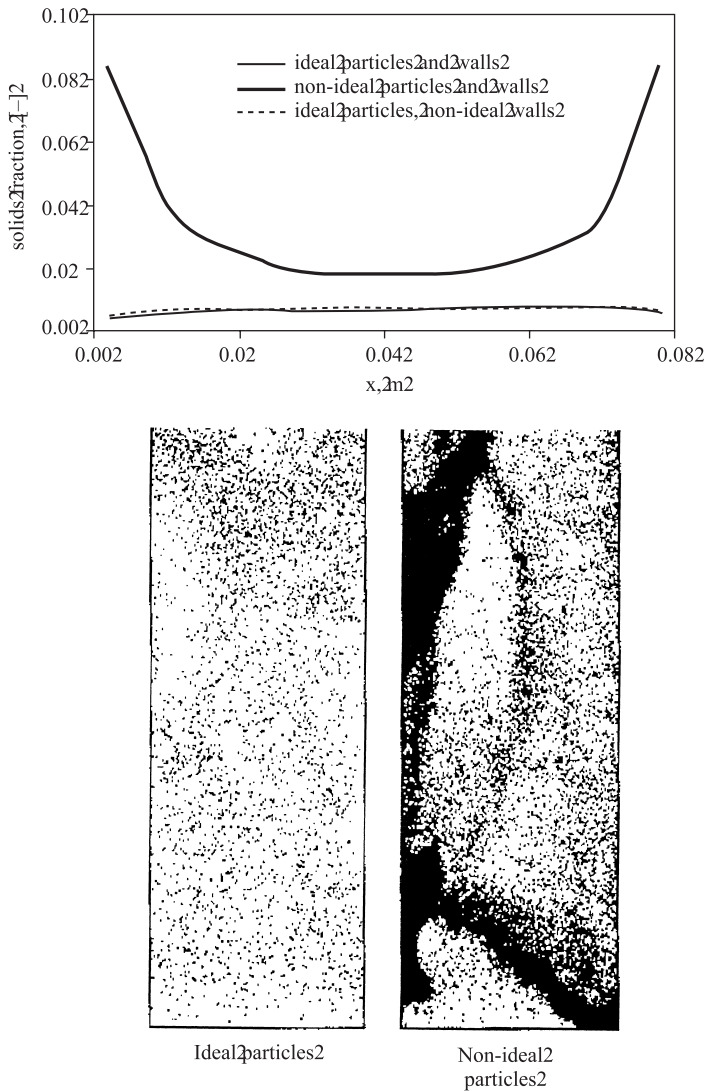 0.102
0.082
0.062
0.042
0.02
0.002
solids2fraction,2[–]2
ideal2particles2and2walls2
non-ideal2particles2and2walls2
ideal2particles,2non-ideal2walls2
0.002 0.02 0.042 0.062 0.082
x,2m2
Ideal2particles2
Non-ideal2
particles2